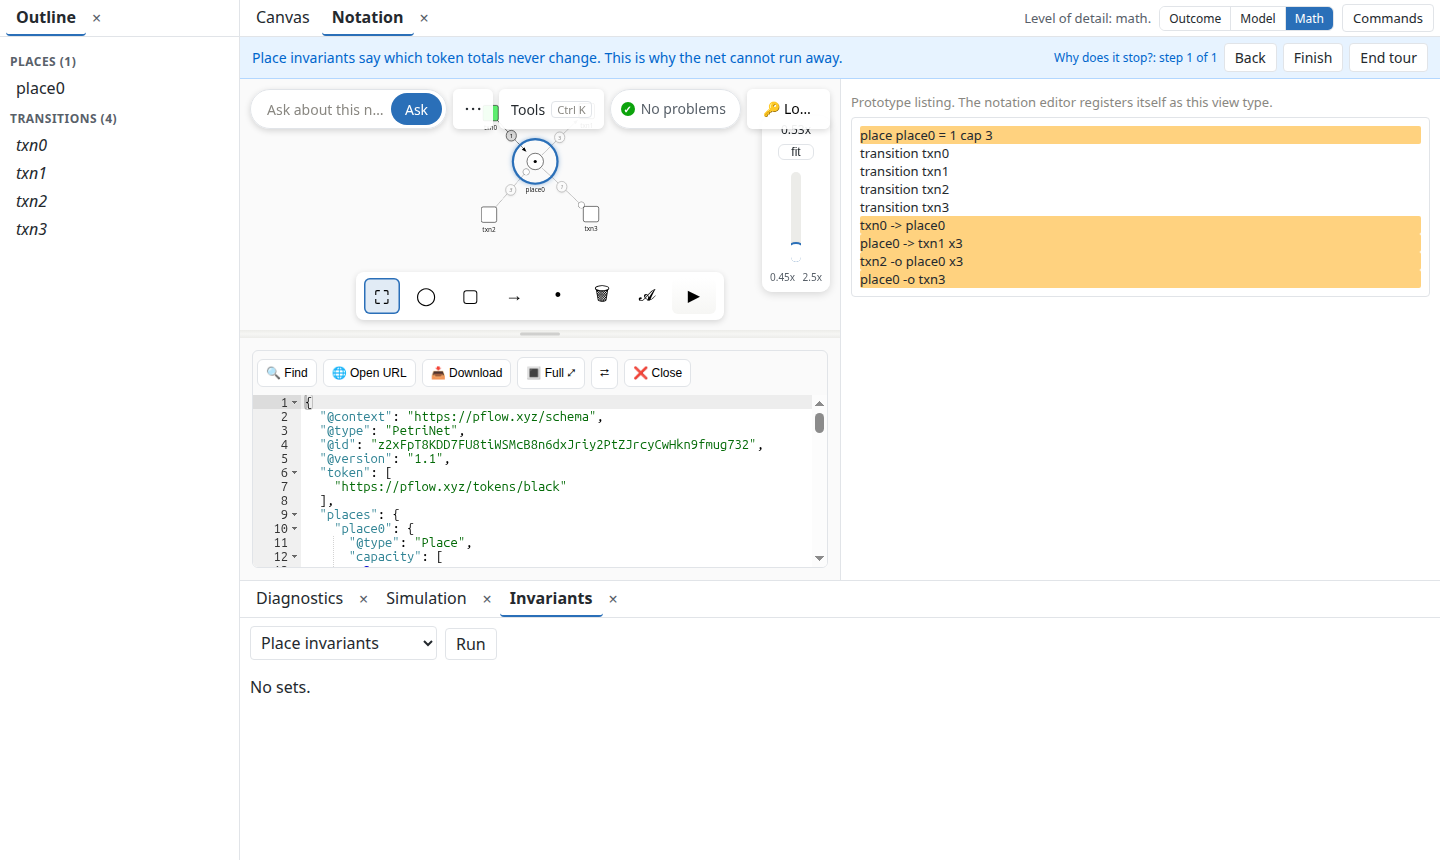 Outline ×
Canvas Notation ×
Level of detail: math. Outcome Model Math Commands
PLACES (1)
place0
TRANSITIONS (4)
txn0
txn1
txn2
txn3
Place invariants say which token totals never change. This is why the net cannot run away.
Why does it stop?: step 1 of 1 Back Finish End tour
Ask about this n... Ask
...
Tools Ctrl K
No problems
Lo...
0.53x
fit
place0
txn2
txn3
0.45x 2.5x
Find Open URL Download Full Close
1 {
2 "@context": "https://pflow.xyz/schema",
3 "@type": "PetriNet",
4 "@id": "z2xFpT8KDD7FU8tiWSMcB8n6dxJriy2PtZJrcyCwHkn9fmug732",
5 "@version": "1.1",
6 "token": [
7 "https://pflow.xyz/tokens/black"
8 ],
9 "places": {
10 "place0": {
11 "@type": "Place",
12 "capacity": [
Prototype listing. The notation editor registers itself as this view type.
place place0 = 1 cap 3
transition txn0
transition txn1
transition txn2
transition txn3
txn0 -> place0
place0 -> txn1 x3
txn2 -o place0 x3
place0 -o txn3
Diagnostics × Simulation × Invariants ×
Place invariants Run
No sets.